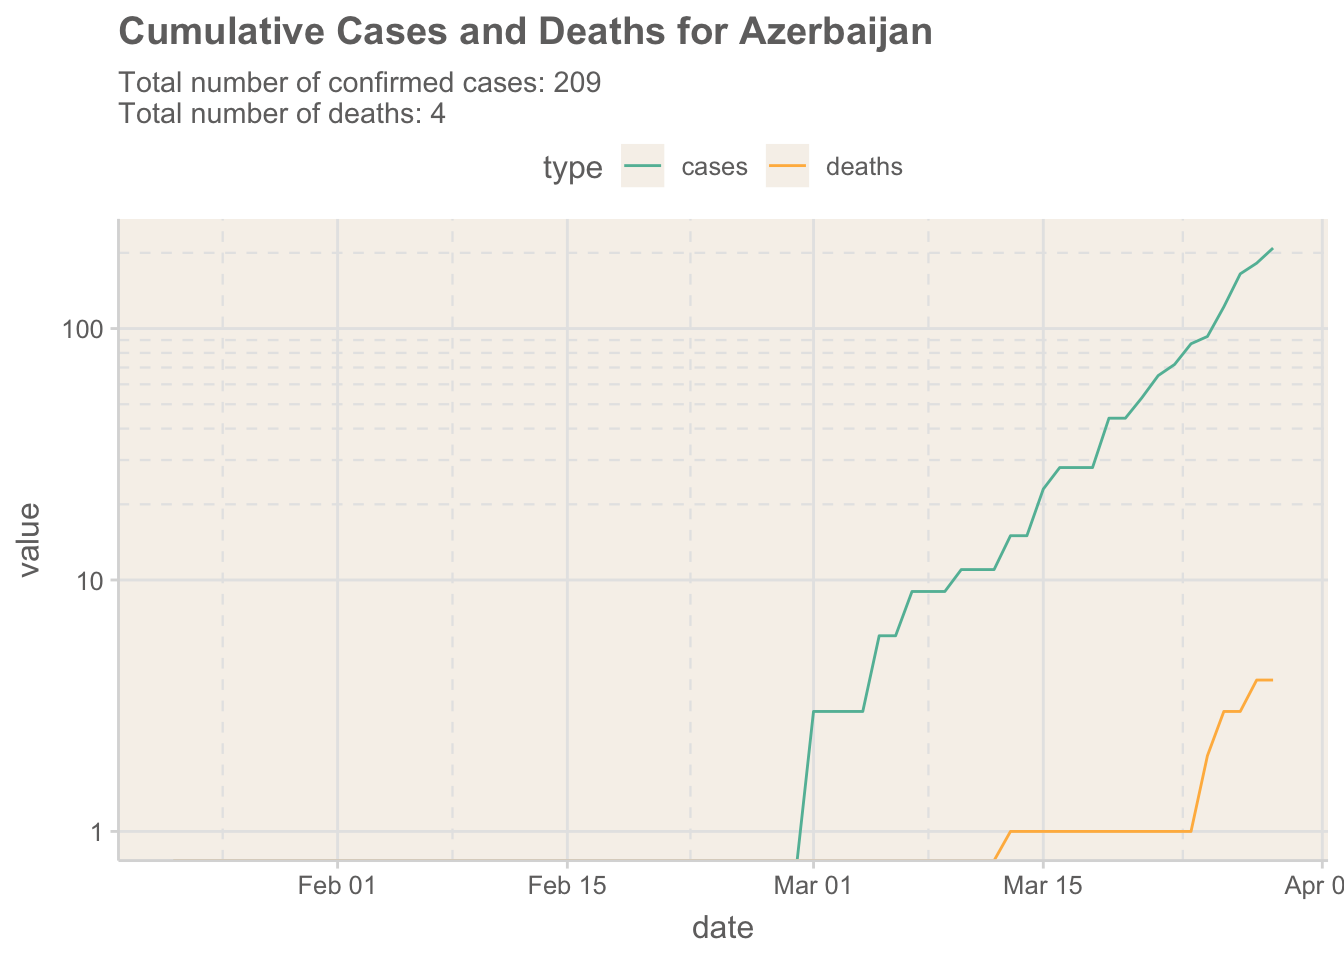 Cumulative Cases and Deaths for Azerbaijan
Total number of confirmed cases: 209
Total number of deaths: 4
type cases deaths
value
100
10
1
Feb 01 Feb 15 Mar 01 Mar 15 Apr 0
date